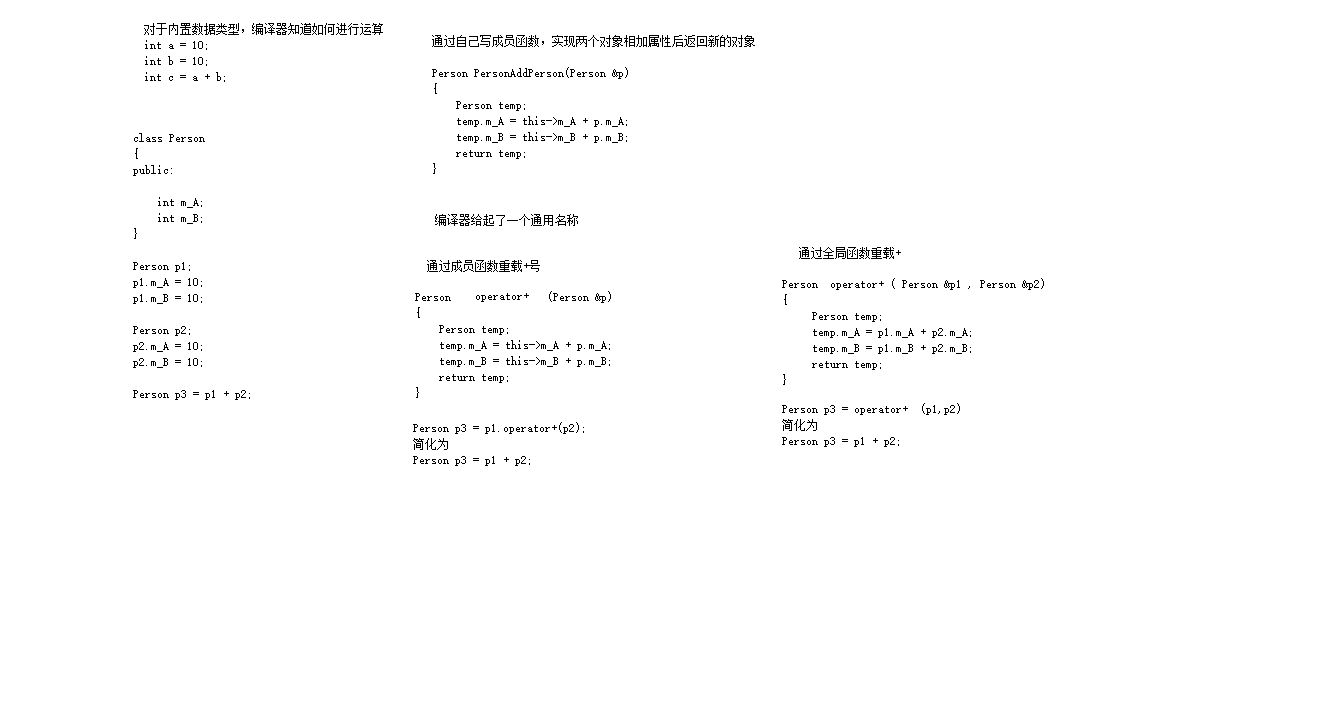 对于内置数据类型，编译器知道如何进行运算
int a = 10;
int b = 10;
int c = a + b;
class Person
{
public:
int m_A;
int m_B;
}
Person p1;
p1.m_A = 10;
p1.m_B = 10;
Person p2;
p2.m_A = 10;
p2.m_B = 10;
Person p3 = p1 + p2;
通过自己写成员函数，实现两个对象相加属性后返回新的对象
Person PersonAddPerson(Person &p)
{
Person temp;
temp.m_A = this->m_A + p.m_A;
temp.m_B = this->m_B + p.m_B;
return temp;
}
编译器给起了一个通用名称
通过成员函数重载+号
Person operator+ (Person &p)
{
Person temp;
temp.m_A = this->m_A + p.m_A;
temp.m_B = this->m_B + p.m_B;
return temp;
}
Person p3 = p1.operator+(p2);
简化为
Person p3 = p1 + p2;
通过全局函数重载+
Person operator+ ( Person &p1 , Person &p2)
{
Person temp;
temp.m_A = p1.m_A + p2.m_A;
temp.m_B = p1.m_B + p2.m_B;
return temp;
}
Person p3 = operator+ (p1,p2)
简化为
Person p3 = p1 + p2;